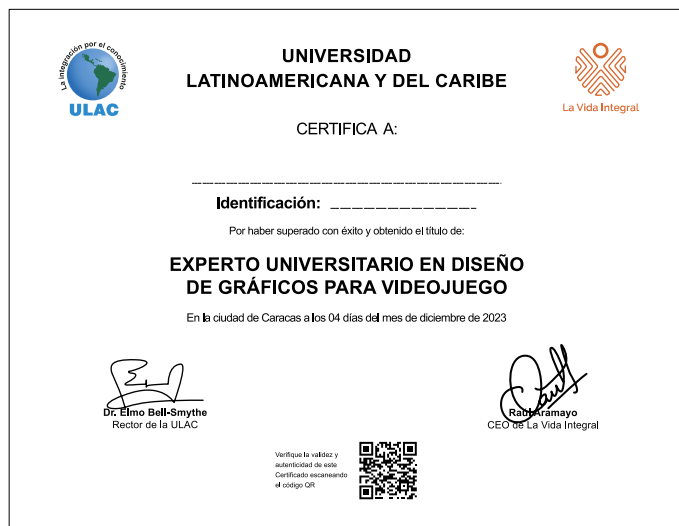 La integración por el conocimiento
ULAC
UNIVERSIDAD
LATINOAMERICANA Y DEL CARIBE
La Vida Integral
CERTIFICA A:
Identificación:
Por haber superado con éxito y obtenido el título de:
EXPERTO UNIVERSITARIO EN DISEÑO
DE GRÁFICOS PARA VIDEOJUEGO
En la ciudad de Caracas a los 04 días del mes de diciembre de 2023
Dr. Elmo Bell-Smythe
Rector de la ULAC
Raúl Aramayo
CEO de La Vida Integral
Verifique la validez y
autenticidad de este
Certificado escaneando
el código QR